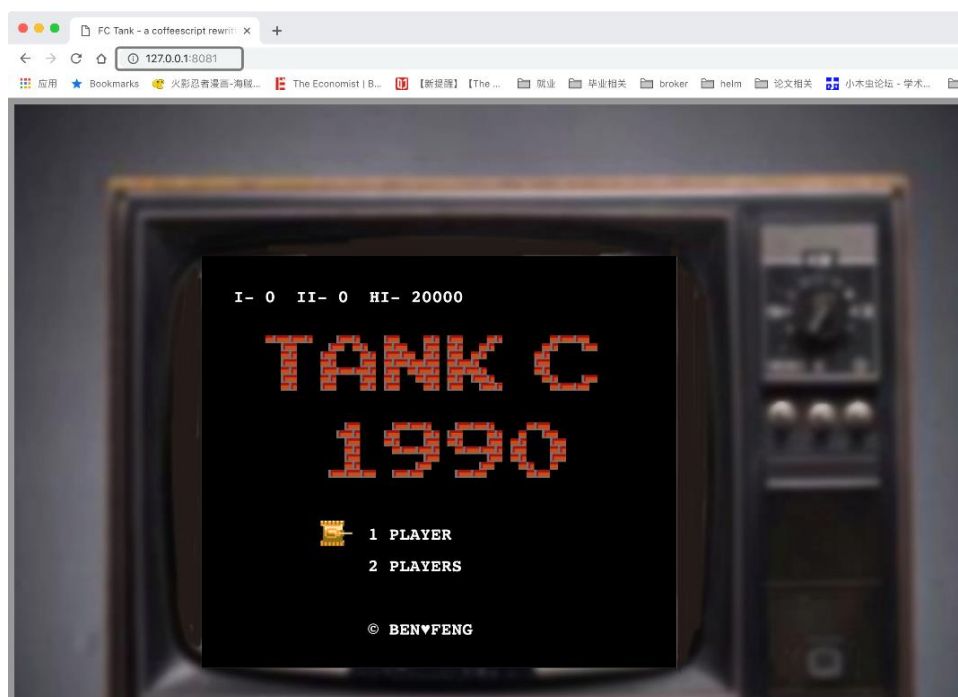 FC Tank - a coffeescript rewrit
127.0.0.1:8081
应用 Bookmarks 火影忍者漫画-海贼... The Economist | B... 【新提醒】【The ... 就业 毕业相关 broker helm 论文相关 小木虫论坛 - 学术...
I- 0 II- 0 HI- 20000
TANK C
1990
1 PLAYER
2 PLAYERS
© BEN♥FENG